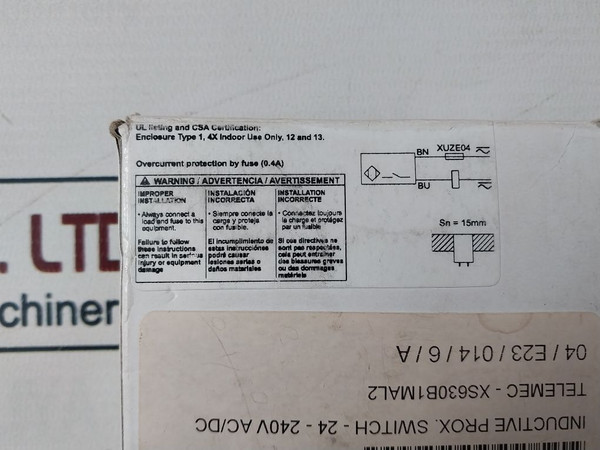 UL listing and CSA Certification:
Enclosure Type 1, 4X Indoor Use Only, 12 and 13.
Overcurrent protection by fuse (0.4A)
WARNING / ADVERTENCIA / AVERTISSEMENT
IMPROPER
INSTALLATION
• Always connect a
load and fuse to this
equipment.
Failure to follow
these instructions
can result in serious
injury or equipment
damage
INSTALACIÓN
INCORRECTA
• Siempre conecte la
carga y proteja
con fusible.
El incumplimiento de
estas instrucciónes
podrá causar
lesiones serias o
daños materiales
INSTALLATION
INCORRECTE
• Connectez toujours
la charge et protégez
par un fusible.
Si ces directives ne
sont pas respectées,
cela peut entraîner
des blessures graves
ou des dommages
matériels
BN
XUZE04
BU
Sn = 15mm
. LTD
chiner
04 / E23 / 014 / 6 / A
TELEMEC - XS630B1MAL2
INDUCTIVE PROX. SWITCH - 24 - 240V AC/DC